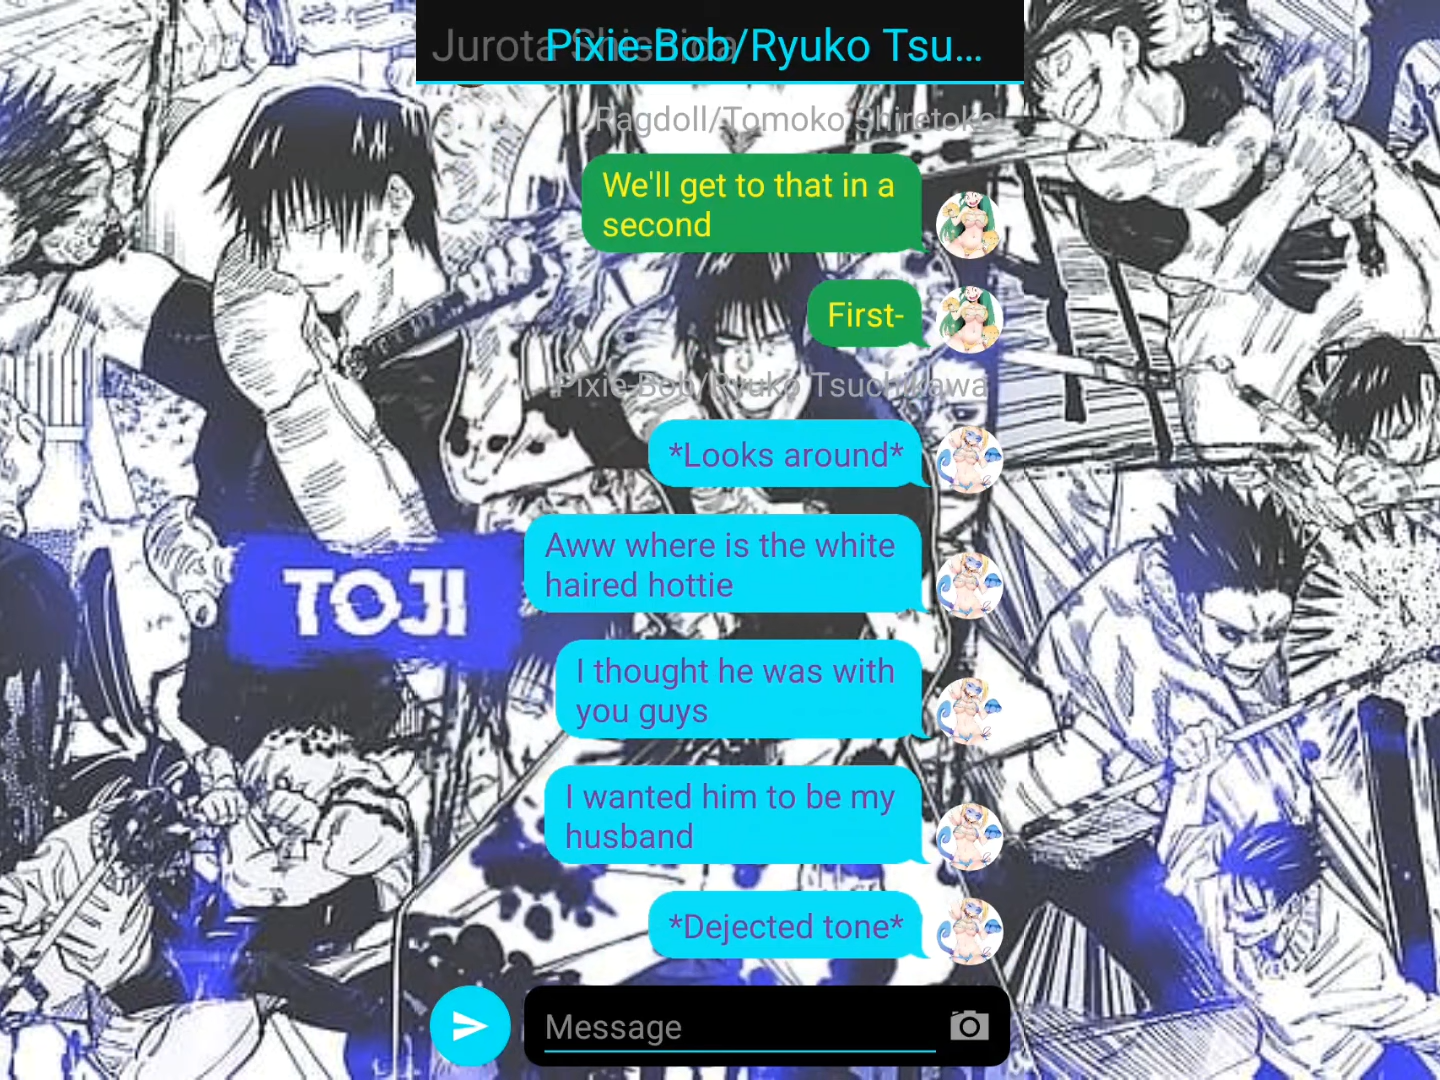 Jurota Shishida
Pixie-Bob/Ryuko Tsu...
Ragdoll/Tomoko Shiretoko
We'll get to that in a
second
First-
Pixie-Bob/Ryuko Tsuchikawa
*Looks around*
Aww where is the white
haired hottie
TOJI
I thought he was with
you guys
I wanted him to be my
husband
*Dejected tone*
Message